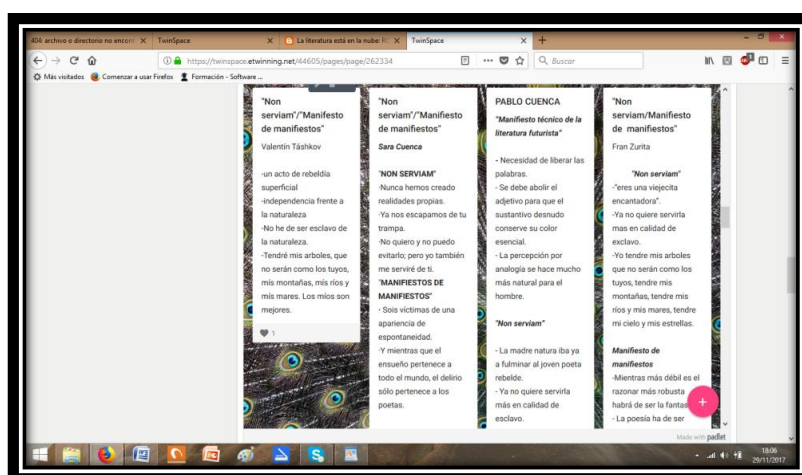 404: archivo o directorio no encont
TwinSpace
La literatura está en la nube: R
TwinSpace
https://twinspace.etwinning.net/44605/pages/page/262334
Buscar
Más visitados
Comenzar a usar Firefox
Formación - Software ...
"Non
serviam"/"Manifiesto
de manifiestos"
Valentín Táshkov
-un acto de rebeldía
superficial
-independencia frente a
la naturaleza
-No he de ser esclavo de
la naturaleza.
-Tendré mis arboles, que
no serán como los tuyos,
mis montañas, mis ríos y
mis mares. Los míos son
mejores.
1
"Non
serviam"/"Manifiesto
de manifiestos"
Sara Cuenca
"NON SERVIAM"
·Nunca hemos creado
realidades propias.
·Ya nos escapamos de tu
trampa.
·No quiero y no puedo
evitarlo; pero yo también
me serviré de ti.
"MANIFIESTOS DE
MANIFIESTOS"
· Sois víctimas de una
apariencia de
espontaneidad.
·Y mientras que el
ensueño pertenece a
todo el mundo, el delirio
sólo pertenece a los
poetas.
PABLO CUENCA
"Manifiesto técnico de la
literatura futurista"
- Necesidad de liberar las
palabras.
- Se debe abolir el
adjetivo para que el
sustantivo desnudo
conserve su color
esencial.
- La percepción por
analogía se hace mucho
más natural para el
hombre.
"Non serviam"
- La madre natura iba ya
a fulminar al joven poeta
rebelde.
- Ya no quiere servirla
más en calidad de
esclavo.
"Non
serviam/Manifiesto
de manifiestos"
Fran Zurita
"Non serviam"
-"eres una viejecita
encantadora".
-Ya no quiere servirla
mas en calidad de
exclavo.
-Yo tendre mis arboles
que no serán como los
tuyos, tendre mis
montañas, tendre mis
ríos y mis mares, tendre
mi cielo y mis estrellas.
Manifiesto de
manifiestos
-Mientras más débil es el
razonar más robusta
habrá de ser la fantas
- La poesía ha de ser
Made with padlet
18:06
29/11/2017